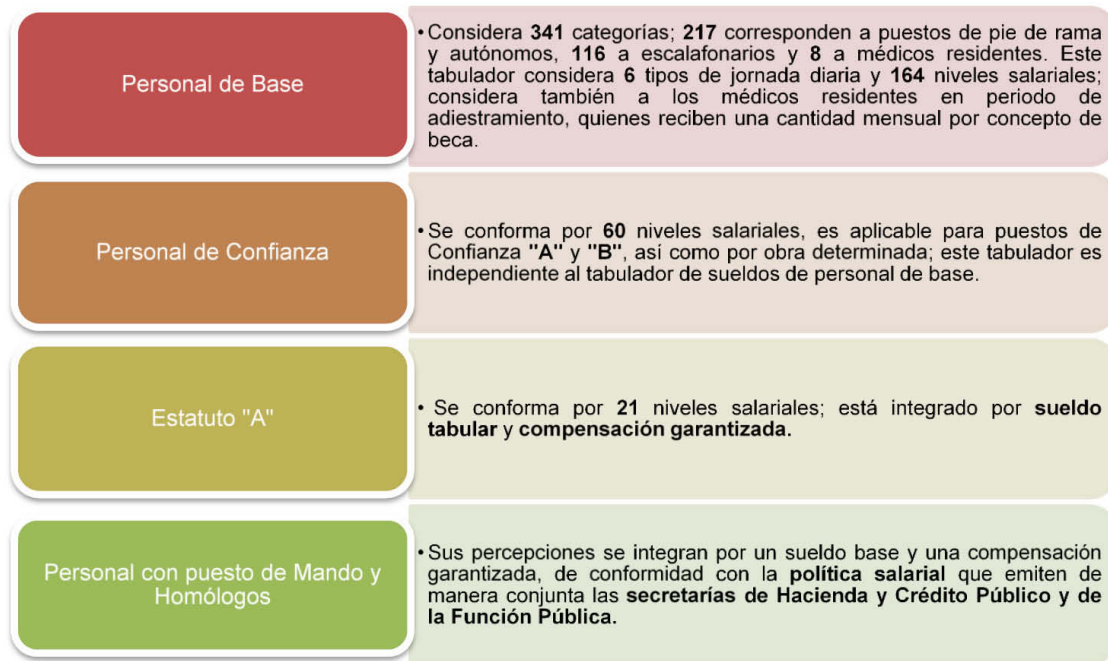 Personal de Base
• Considera 341 categorías; 217 corresponden a puestos de pie de rama
y autónomos, 116 a escalafonarios y 8 a médicos residentes. Este
tabulador considera 6 tipos de jornada diaria y 164 niveles salariales;
considera también a los médicos residentes en periodo de
adiestramiento, quienes reciben una cantidad mensual por concepto de
beca.
Personal de Confianza
• Se conforma por 60 niveles salariales, es aplicable para puestos de
Confianza "A" y "B", así como por obra determinada; este tabulador es
independiente al tabulador de sueldos de personal de base.
Estatuto "A"
• Se conforma por 21 niveles salariales; está integrado por sueldo
tabular y compensación garantizada.
Personal con puesto de Mando y
Homólogos
• Sus percepciones se integran por un sueldo base y una compensación
garantizada, de conformidad con la política salarial que emiten de
manera conjunta las secretarías de Hacienda y Crédito Público y de
la Función Pública.